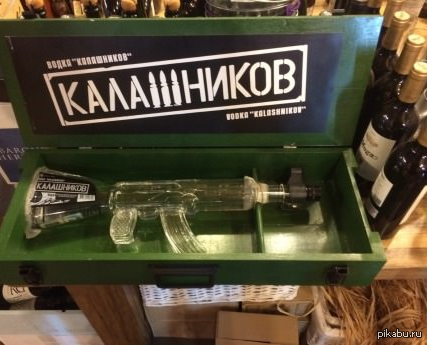 ВОДКА "КАЛАШНИКОВ"
КАЛАШНИКОВ
VODKA "KALASHNIKOV"
КАЛАШНИКОВ
pikabu.ru